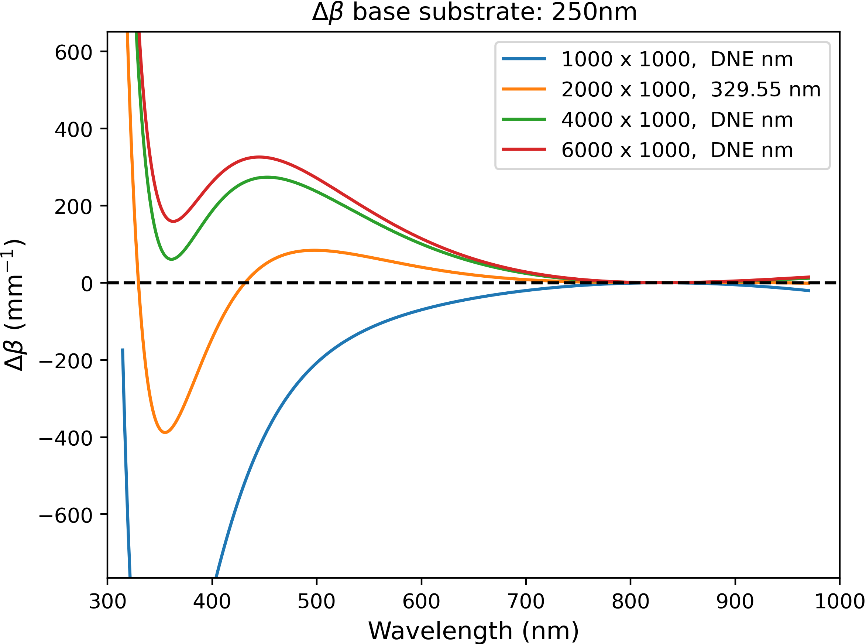 Δβ base substrate: 250nm
1000 x 1000,  DNE nm
2000 x 1000,  329.55 nm
4000 x 1000,  DNE nm
6000 x 1000,  DNE nm
Δβ (mm⁻¹)
600
400
200
0
−200
−400
−600
300 400 500 600 700 800 900 1000
Wavelength (nm)